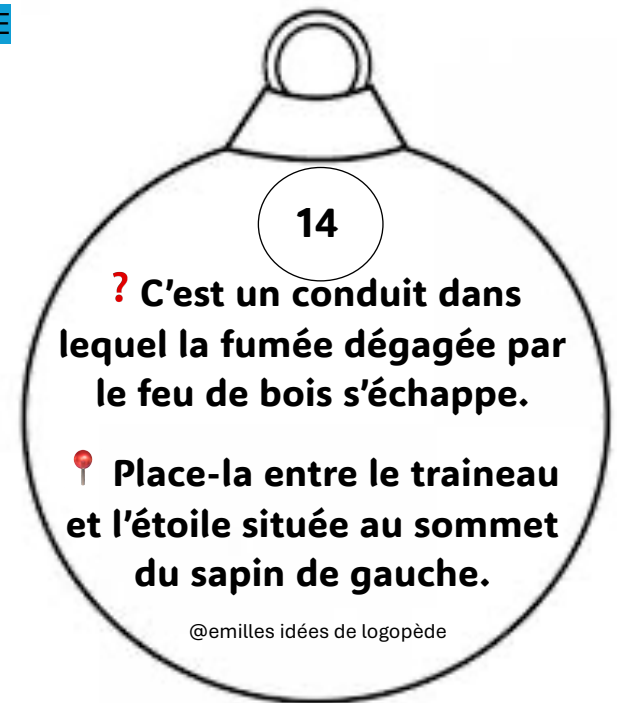 14
? C'est un conduit dans
lequel la fumée dégagée par
le feu de bois s'échappe.
📍 Place-la entre le traineau
et l'étoile située au sommet
du sapin de gauche.
@emilles idées de logopède